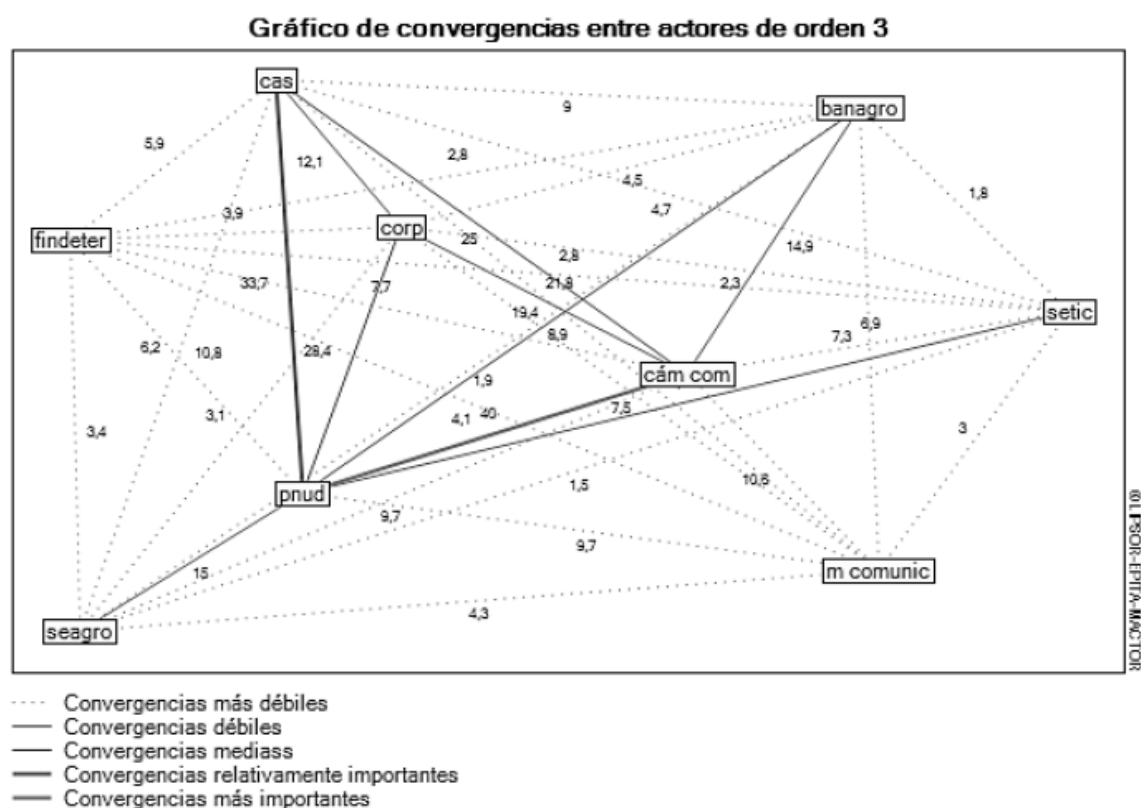 Gráfico de convergencias entre actores de orden 3
cas
banagro
9
5,9
12,1
2,8
4,5
1,8
3,9
4,7
findeter
corp
25
14,9
2,8
33,7
7,7
21,8
2,3
19,4
6,9
setic
8,9
7,3
6,2
10,8
28,4
cám com
1,9
3,4
3,1
4,1
40
7,5
3
10,6
pnud
1,5
9,7
9,7
15
m comunic
seagro
4,3
@LIPSOR-EPITA-MACTOR
Convergencias más débiles
Convergencias débiles
Convergencias mediass
Convergencias relativamente importantes
Convergencias más importantes